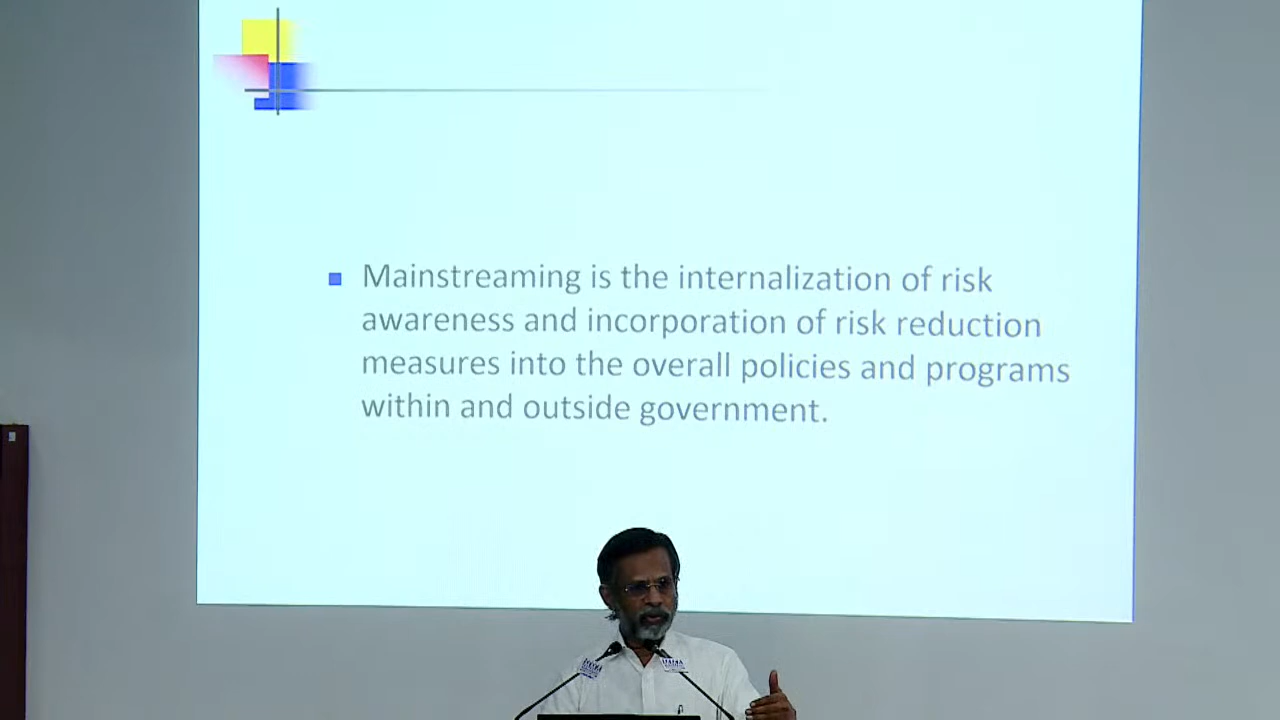 Mainstreaming is the internalization of risk
awareness and incorporation of risk reduction
measures into the overall policies and programs
within and outside government.